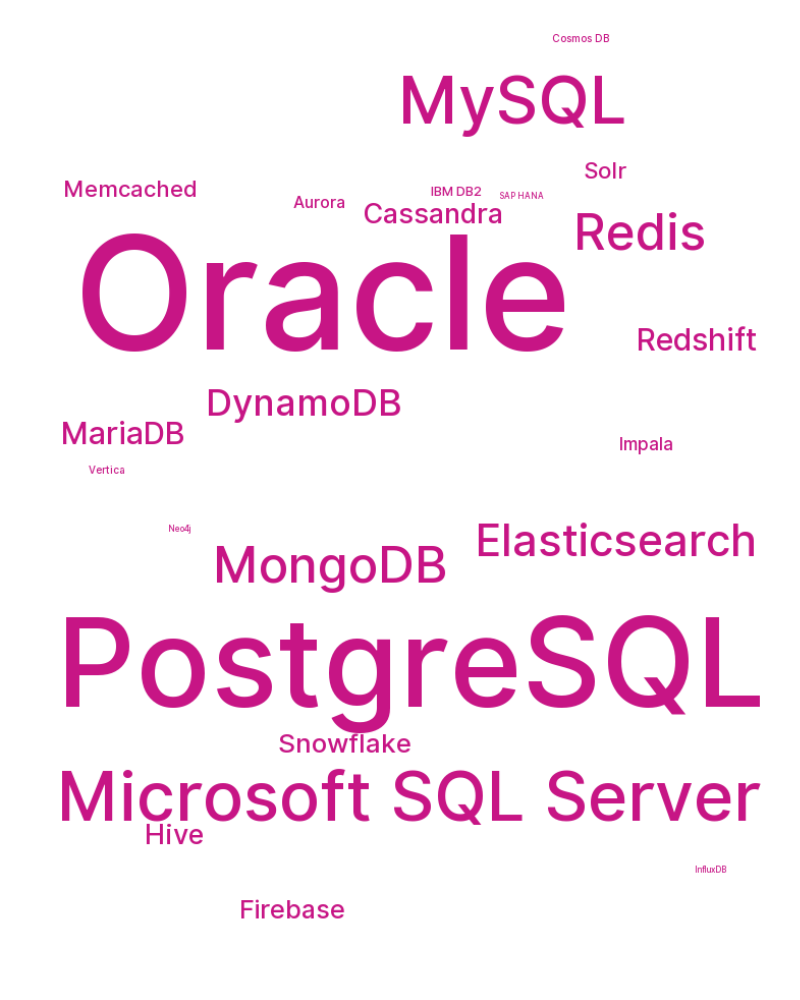 Cosmos DB
MySQL
Solr
Memcached
IBM DB2
SAP HANA
Aurora
Cassandra
Redis
Oracle
Redshift
DynamoDB
MariaDB
Impala
Vertica
Neo4j
Elasticsearch
MongoDB
PostgreSQL
Snowflake
Microsoft SQL Server
Hive
InfluxDB
Firebase